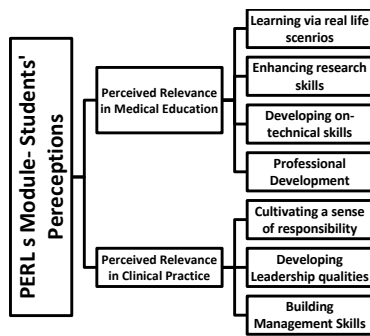 PERL s Module- Students'
Pereceptions
Perceived Relevance
in Medical Education
Learning via real life
scenrios
Enhancing research
skills
Developing on-
technical skills
Professional
Development
Perceived Relevance
in Clinical Practice
Cultivating a sense
of responsibility
Developing
Leadership qualities
Building
Management Skills